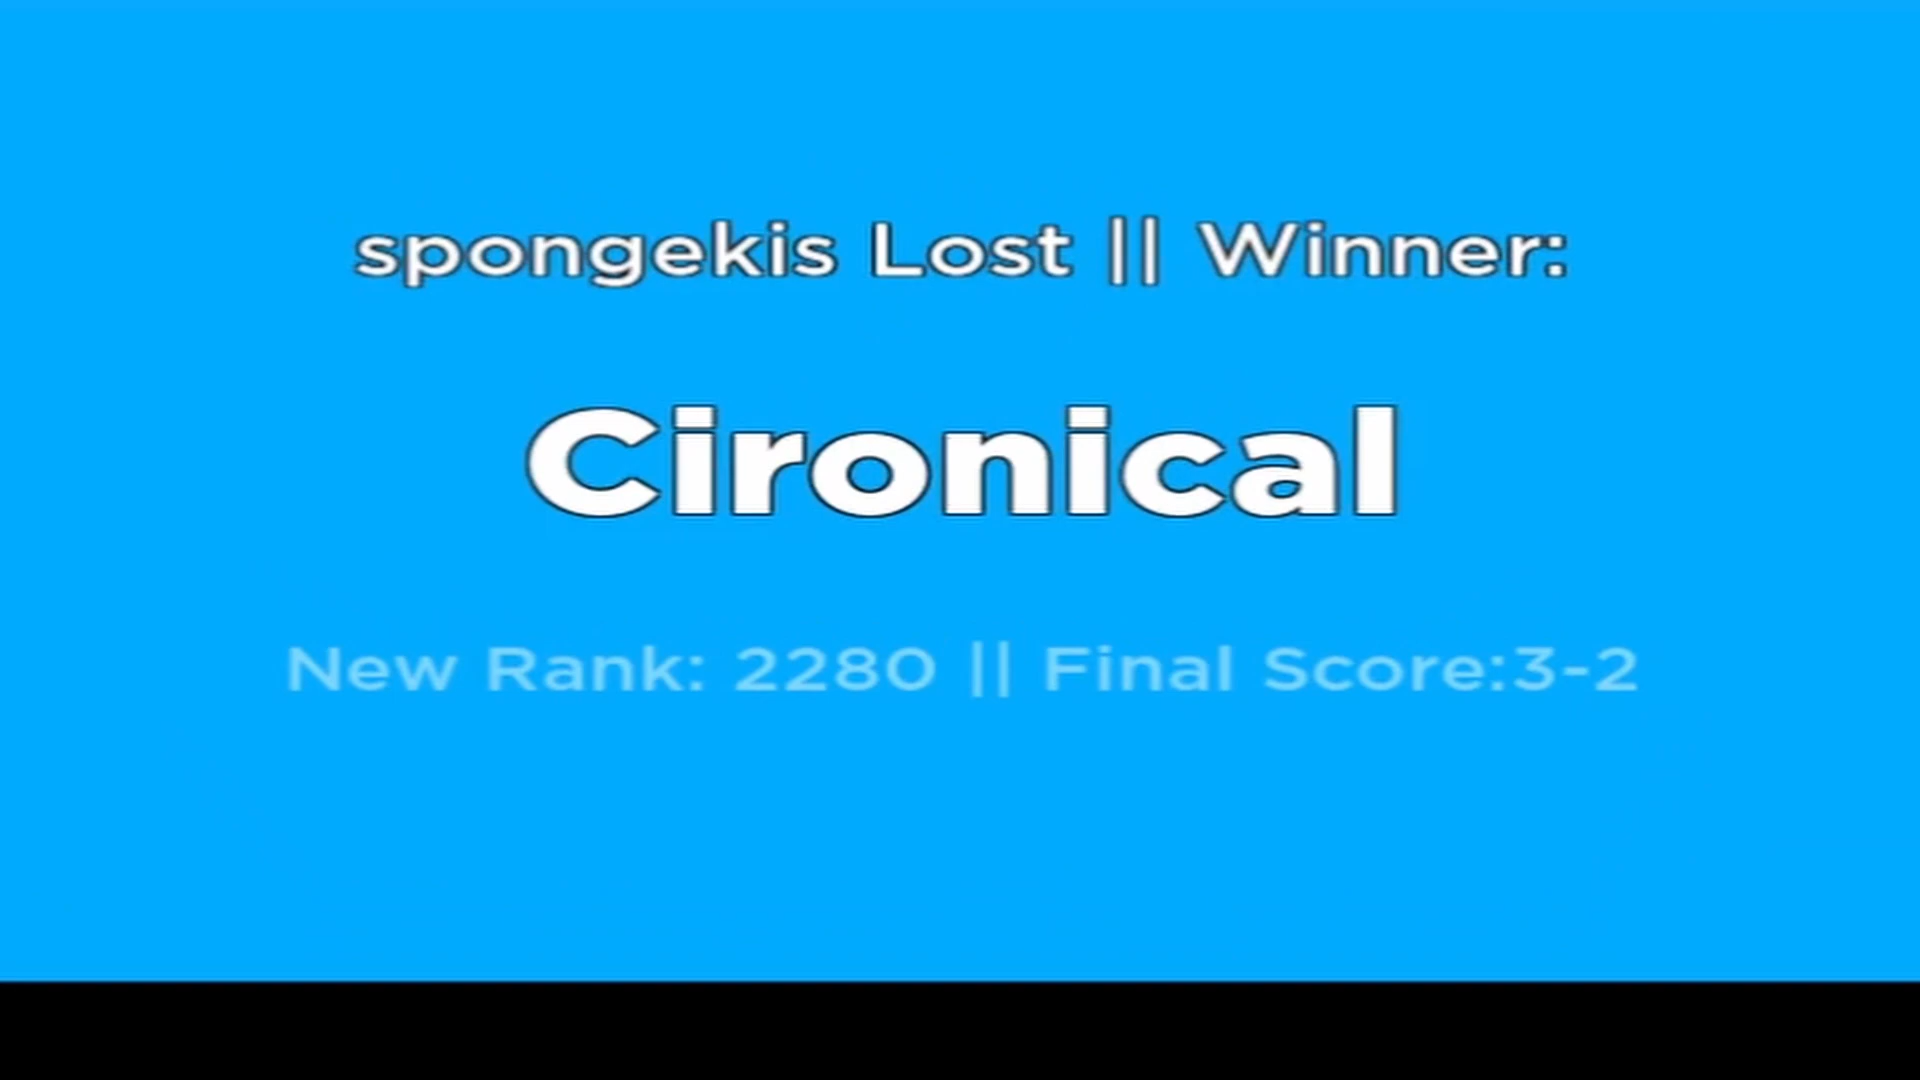 spongekis Lost || Winner:
Cironical
New Rank: 2280 || Final Score:3-2